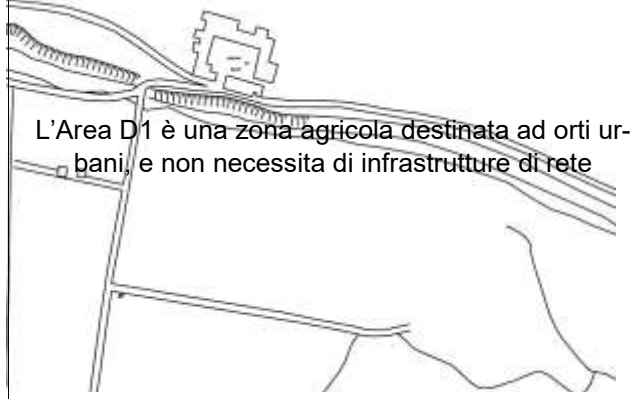 L’Area D1 è una zona agricola destinata ad orti ur-
bani, e non necessita di infrastrutture di rete